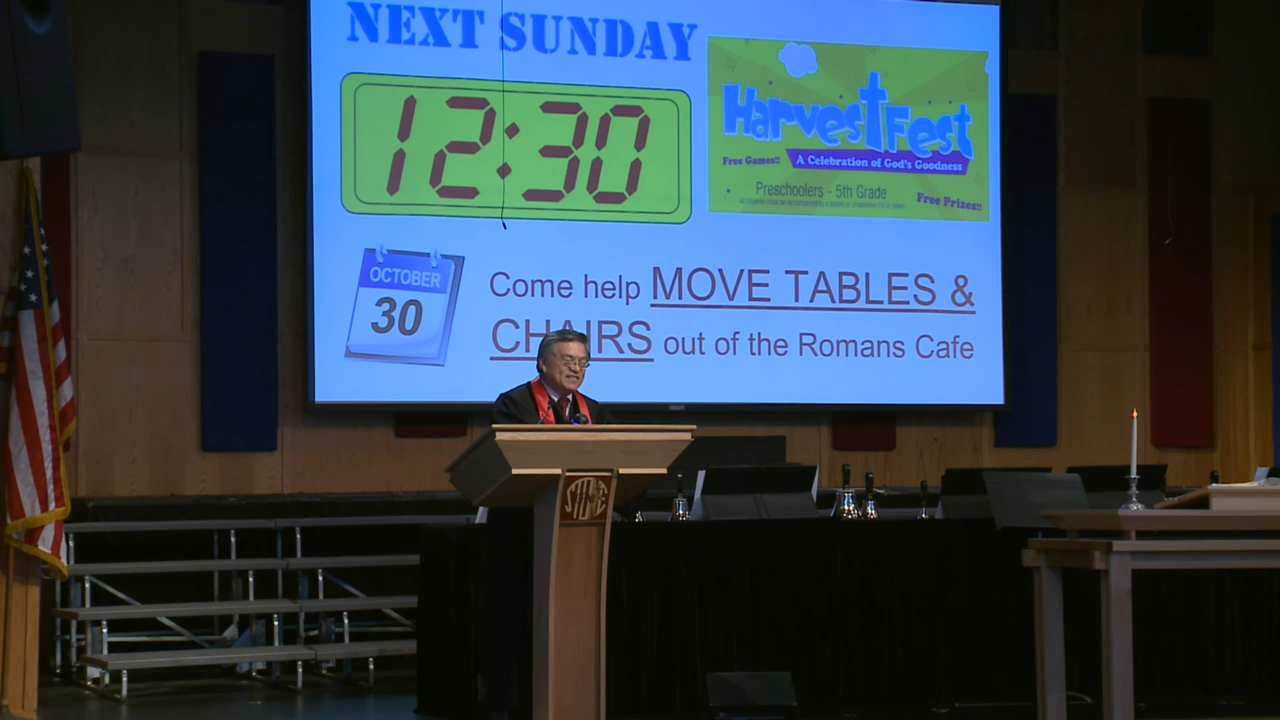 NEXT SUNDAY
12:30
HarvestFest
A Celebration of God's Goodness
Free Games!!
Preschoolers - 5th Grade
Free Prizes!!
OCTOBER
30
Come help MOVE TABLES &
CHAIRS out of the Romans Cafe